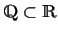 ℚ ⊂ ℝ